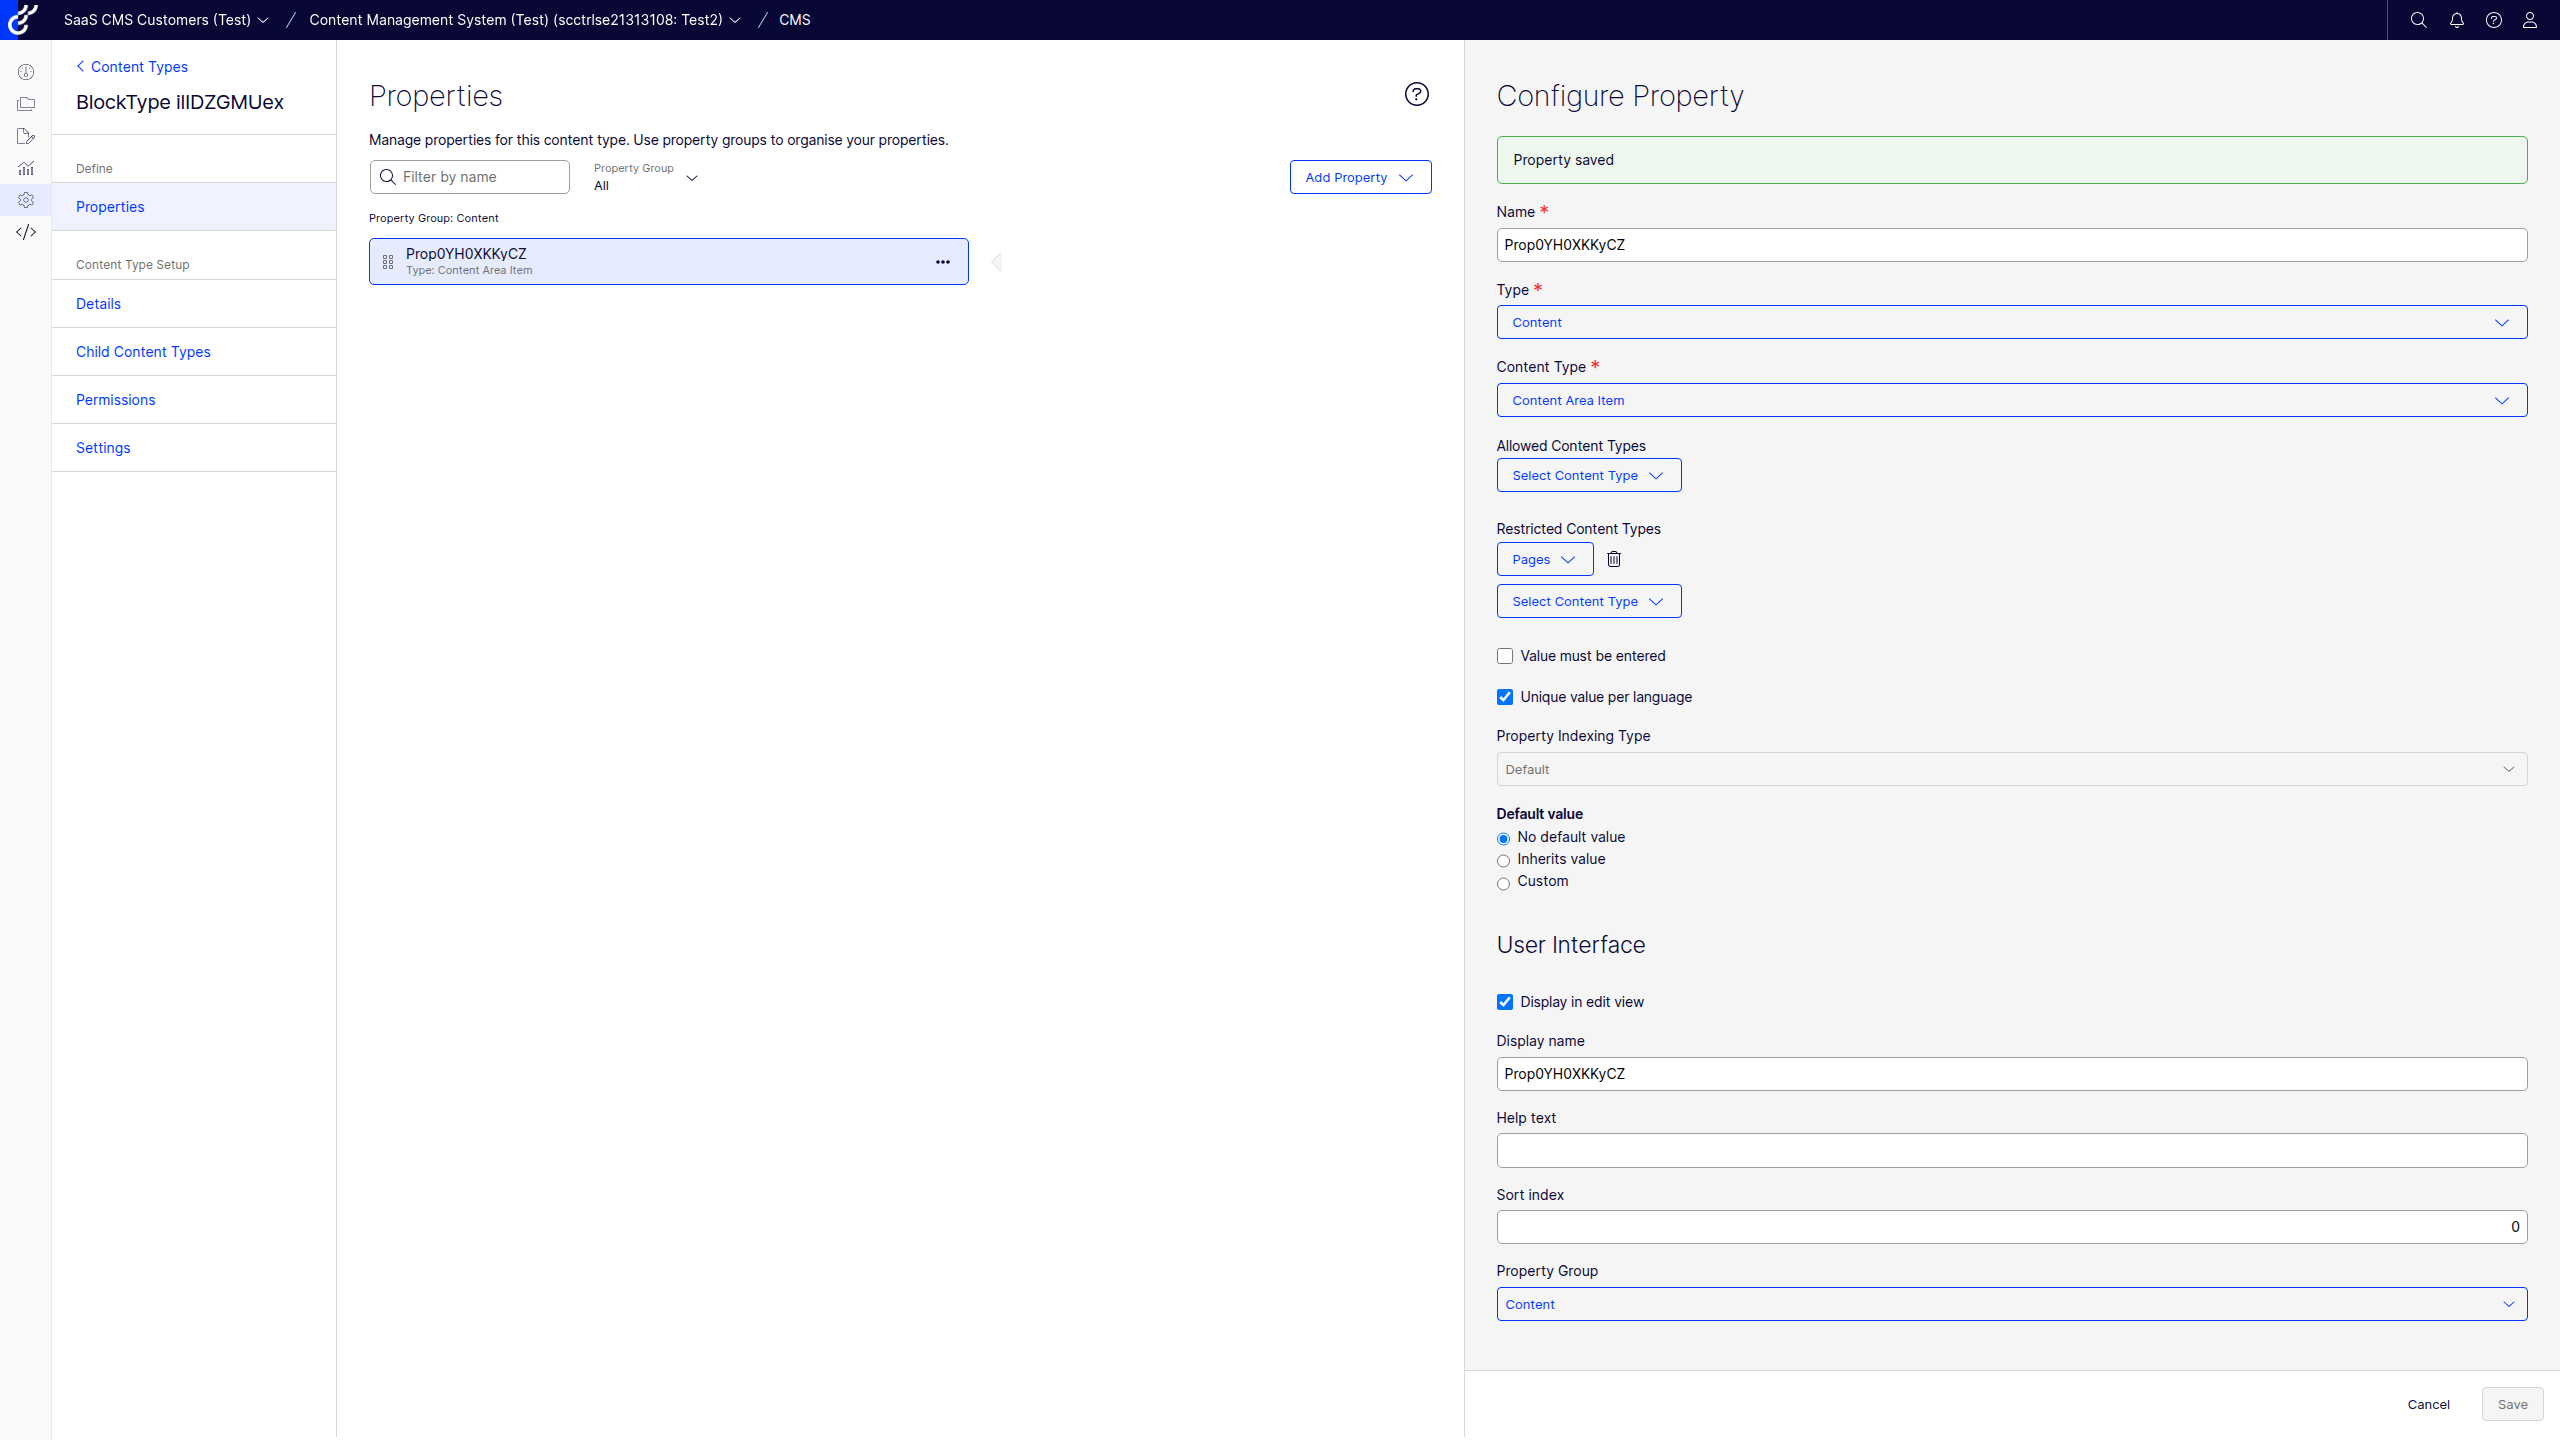 SaaS CMS Customers (Test) / Content Management System (Test) (scctrlse21313108: Test2) / CMS
Content Types
BlockType illDZGMUex
Define
Properties
Content Type Setup
Details
Child Content Types
Permissions
Settings
Properties
Manage properties for this content type. Use property groups to organise your properties.
Filter by name
Property Group
All
Add Property
Property Group: Content
Prop0YH0XKKyCZ
Type: Content Area Item
Configure Property
Property saved
Name *
Prop0YH0XKKyCZ
Type *
Content
Content Type *
Content Area Item
Allowed Content Types
Select Content Type
Restricted Content Types
Pages
Select Content Type
Value must be entered
Unique value per language
Property Indexing Type
Default
Default value
No default value
Inherits value
Custom
User Interface
Display in edit view
Display name
Prop0YH0XKKyCZ
Help text
Sort index
0
Property Group
Content
Cancel
Save